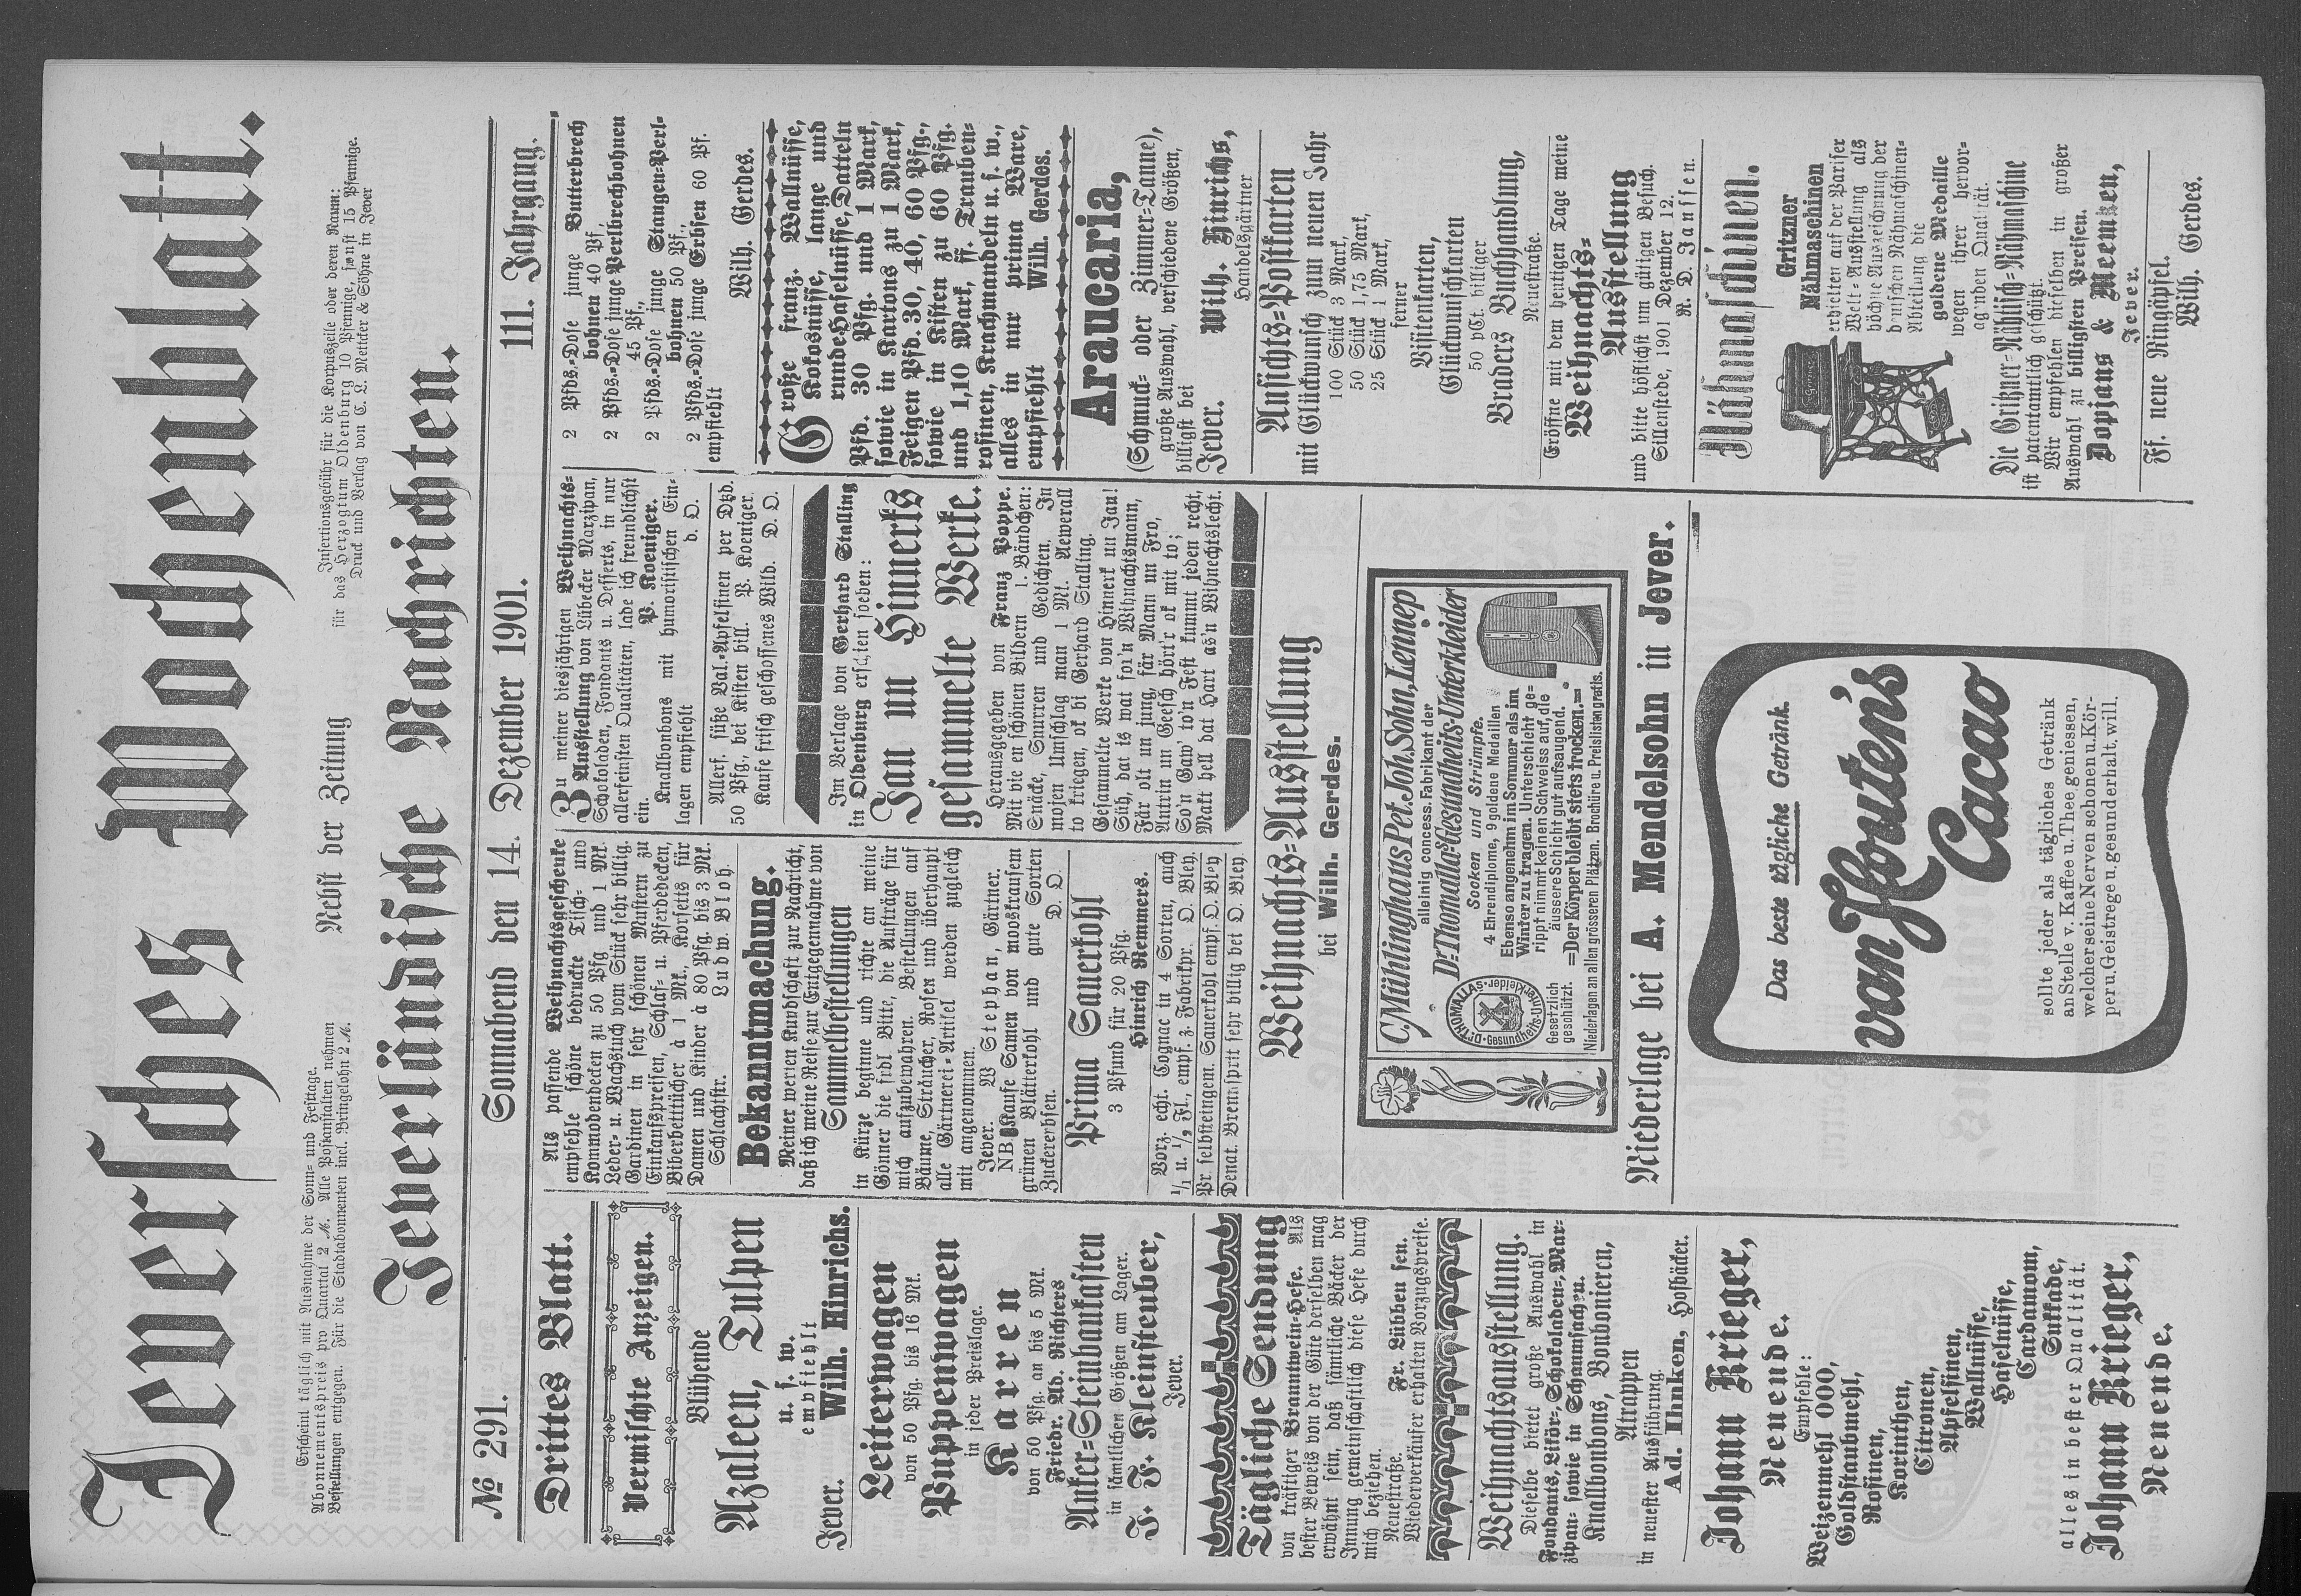 Jeversches Wochenblatt.
Erscheint täglich mit Ausnahme der Sonn- und Festtage.
Abonnementspreis pro Quartal 2 M. Alle Postanstalten nehmen
Bestellungen entgegen. Für die Stadtabonnenten incl. Bringelohn 2 M.
Nebst der Zeitung
Insertionsgebühr für die Korpuszeile oder deren Raum:
für das Herzogtum Oldenburg 10 Pfennige, sonst 15 Pfennige.
Druck und Verlag von C. L. Mettcker & Söhne in Jever
Jeverländische Nachrichten.
№ 291.
Sonnabend den 14. Dezember 1901.
111. Jahrgang.
Drittes Blatt.
Vermischte Anzeigen.
Blühende
Azaleen, Tulpen
u. s. w.
empfiehlt
Jever. Wilh. Hinrichs.
Leiterwagen
von 50 Pfg. bis 16 Mk.
Puppenwagen
in jeder Preislage.
Karren
von 50 Pfg. an bis 5 Mk.
Friedr. Ad. Richters
Anker-Steinbaukasten
in sämtlichen Größen am Lager.
J. F. Kleinsteuber,
Jever.
Tägliche Sendung
von kräftiger Branntwein-Hefe. Als
bester Beweis von der Güte derselben mag
erwähnt sein, daß sämtliche Bäcker der
Innung gemeinschaftlich diese Hefe durch
mich beziehen.
Neuestraße. Fr. Lübben sen.
Wiederverkäufer erhalten Vorzugspreise.
Weihnachtsausstellung.
Dieselbe bietet große Auswahl in
Fondants, Likör-, Schokoladen-, Mar-
zipan- sowie in Schaumsachen.
Knallbonbons, Bonbonieren,
Atrappen
in neuester Ausführung.
Ad. Ihnken, Hofbäcker.
Johann Krieger,
Neuende.
Empfehle:
Weizenmehl 000,
Goldstaubmehl,
Rosinen,
Korinthen,
Citronen,
Apfelsinen,
Wallnüsse,
Haselnüsse,
Cardamom,
Sukkade,
alles in bester Qualität.
Johann Krieger,
Neuende.
Als passende Weihnachtsgeschenke
empfehle schöne bedruckte Tisch- und
Kommodendecken zu 50 Pfg und 1 Mk.
Leder- u. Wachstuch vom Stück sehr billig.
Gardinen in sehr schönen Mustern zu
Einkaufspreisen, Schlaf- u. Pferdedecken,
Biberbetttücher à 1 Mk., Korsetts für
Damen und Kinder à 80 Pfg. bis 3 Mk.
Schlachtstr. Ludw. Bloh.
Bekanntmachung.
Meiner werten Kundschaft zur Nachricht,
daß ich meine Reise zur Entgegennahme von
Sammelbestellungen
in Kürze beginne und richte an meine
Gönner die frdl Bitte, die Aufträge für
mich aufzubewahren. Bestellungen auf
Bäume, Sträucher, Rosen und überhaupt
alle Gärtnerei-Artikel werden zugleich
mit angenommen.
Jever. W Stephan, Gärtner.
NB Kaufe Samen von mooskrausem
grünen Blätterkohl und gute Sorten
Zuckererbsen. D. O.
Prima Sauerkohl
3 Pfund für 20 Pfg.
Hinrich Remmers.
Vorz. echt. Cognac in 4 Sorten, auch
1/1 u. 1/2 Fl., empf. z. Fabrikpr. O. Bley.
Pr. selbsteingem. Sauerkohl empf. O. Bley
Denat. Brennsprit sehr billig bei O. Bley.
Zu meiner diesjährigen Weihnachts-
Ausstellung von Lübecker Marzipan,
Schokoladen, Fondants u. Desserts, in nur
allerfeinsten Qualitäten, lade ich freundlichst
ein. P. Koeniger.
Knallbonbons mit humoristischen Ein-
lagen empfiehlt d. O.
Allerf. süße Val.-Apfelsinen per Dtzd.
50 Pfg., bei Kisten bill. P. Koeniger.
Kaufe frisch geschossenes Wild. D. O.
Im Verlage von Gerhard Stalling
in Oldenburg erschien soeben:
Jan un Hinnerks
gesammelte Werke.
Herausgegeben von Franz Poppe.
Mit vie en schönen Bildern 1. Bändchen:
Snäcke, Snurren und Gedichten. In
mojen Umschlag man 1 Mk. Aewerall
to kriegen, ok bi Gerhard Stalling.
Gesammelte Werke von Hinnerk un Jan!
Süh, dat is wat for'n Wihnachtsmann,
Får olt un jung, får Mann un Fro,
Antrin un Geesch hört'r ok mit to;
So'n Gaw' to'n Fest kummt jeden recht,
Makt hell dat Hart as'n Wihnechtslecht.
Weihnachts-Ausstellung
bei Wilh. Gerdes.
C. Mühlinghaus Pet. Joh. Sohn, Lennep
alleinig concess. Fabrikant der
Dr. Thomalla-Gesundheits-Unterkleider
Socken und Strümpfe.
4 Ehrendiplome, 9 goldene Medaillen
Ebenso angenehm im Sommer als im
Winter zu tragen. Unterschicht ge-
rippt nimmt keinen Schweiss auf, die
äussere Schicht gut aufsaugend.
=Der Körper bleibt stets trocken.=
Dr. THOMALLAS
Gesundheits-Unterkleider
Gesetzlich
geschützt.
Niederlagen an allen grösseren Plätzen. Brochüre u. Preislisten gratis.
Niederlage bei A. Mendelsohn in Jever.
Das beste tägliche Getränk.
van Houten's
Cacao
sollte jeder als tägliches Getränk
an Stelle v. Kaffee u. Thee geniessen,
welcher seine Nerven schonen u. Kör-
per u. Geist rege u. gesund erhalt. will.
2 Pfds.-Dose junge Butterbrech
bohnen 40 Pf,
2 Pfds.-Dose junge Perlbrechbohnen
45 Pf.,
2 Pfds.-Dose junge Stangen-Perl-
bohnen 50 Pf.,
2 Pfds.-Dose junge Erbsen 60 Pf.
empfiehlt Wilh. Gerdes.
Große franz. Wallnüsse,
Kokosnüsse, lange und
runde Haselnüsse, Datteln
Pfd. 30 Pfg. und 1 Mark,
sowie in Kartons zu 1 Mark,
Feigen Pfd. 30, 40, 60 Pfg.,
sowie in Kisten zu 60 Pfg.
und 1,10 Mark, ff. Trauben-
rosinen, Krachmandeln u. s. w.,
alles in nur prima Ware,
empfiehlt Wilh. Gerdes.
Araucaria,
(Schmuck- oder Zimmer-Tanne),
große Auswahl, verschiedene Größen,
billigst bei
Jever. Wilh. Hinrichs,
Handelsgärtner
Ansichts-Postkarten
mit Glückwunsch zum neuen Jahr
100 Stück 3 Mark,
50 Stück 1,75 Mark,
25 Stück 1 Mark,
ferner
Visitenkarten,
Glückwunschkarten
50 pCt. billiger
Braders Buchhandlung,
Neuestraße.
Eröffne mit dem heutigen Tage meine
Weihnachts-
Ausstellung
und bitte höflichst um gütigen Besuch.
Sillenstede, 1901 Dezember 12.
R. D. Janssen.
Nähmaschinen.
Gritzner
Nähmaschinen
erhielten auf der Pariser
Welt-Ausstellung als
höchste Auszeichnung der
deutschen Nähmaschinen-
Abteilung die
goldene Medaille
wegen ihrer hervor-
ragenden Qualität.
Die Gritzner-Nähtisch-Nähmaschine
ist patentamtlich geschützt.
Wir empfehlen dieselben in großer
Auswahl zu billigsten Preisen.
Dopjans & Meemken,
Jever.
Ff. neue Ringäpfel.
Wilh. Gerdes.